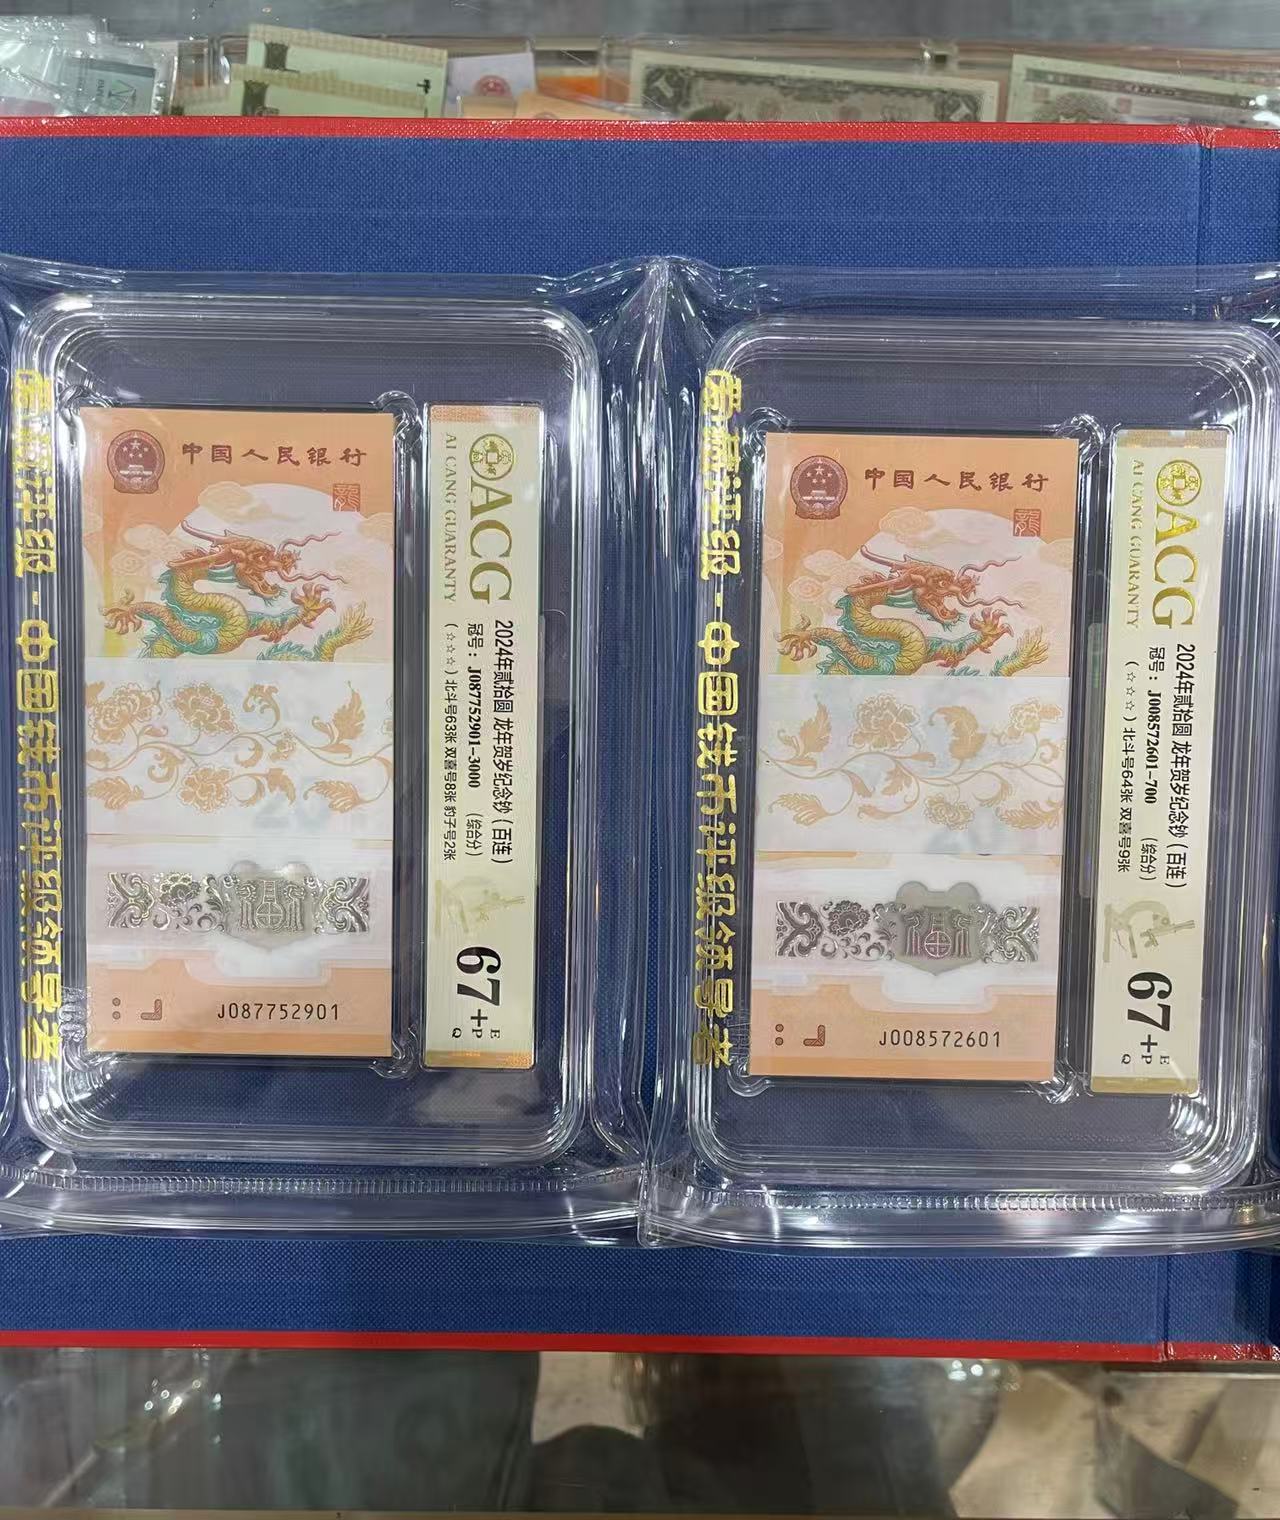 爱藏评级-中国钱币评级领导者
中国人民银行
龍
J087752901
ACG
AI CANG GUARANTY
2024年贰拾圆 龙年贺岁纪念钞（百连）
冠号：J087752901-3000 （综合分）
（☆☆☆）北斗号63张 双喜号8张 豹子号2张
67+
E
P
Q
爱藏评级-中国钱币评级领导者
中国人民银行
龍
J008572601
ACG
AI CANG GUARANTY
2024年贰拾圆 龙年贺岁纪念钞（百连）
冠号：J008572601-700 （综合分）
（☆☆☆）北斗号64张 双喜号9张
67+
E
P
Q